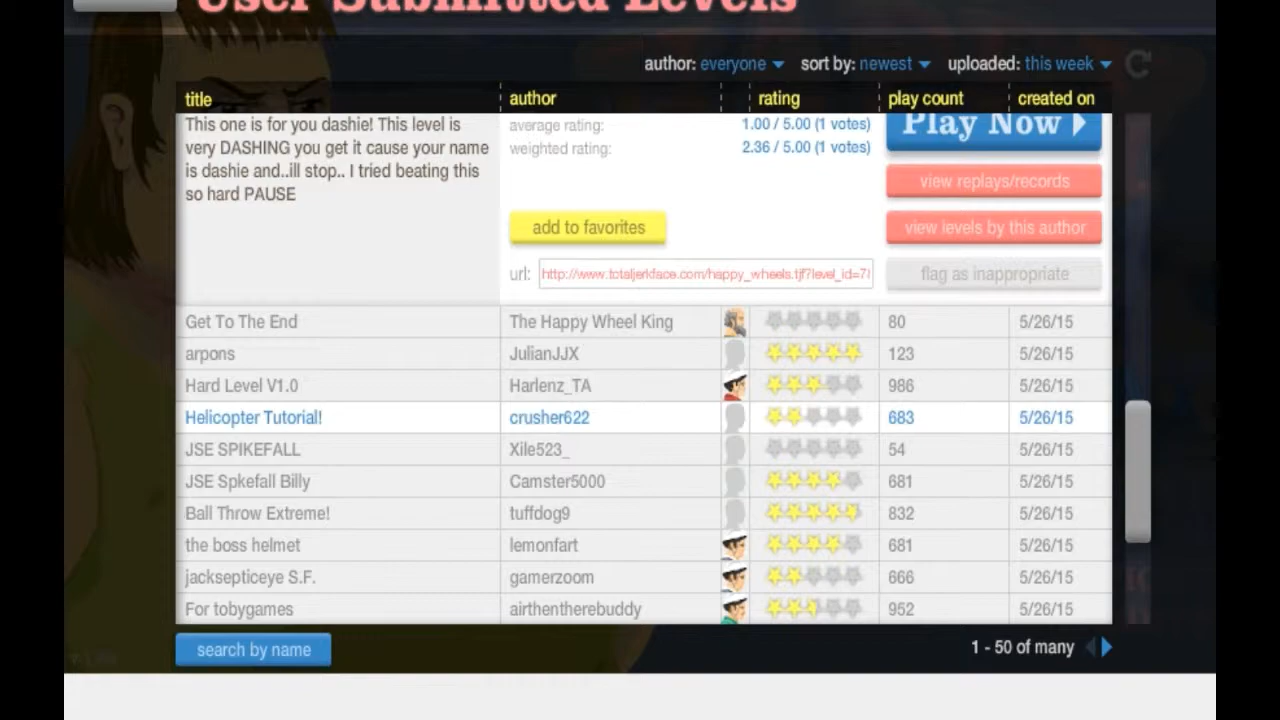 User Submitted Levels
author: everyone sort by: newest uploaded: this week
title author rating play count created on
This one is for you dashie! This level is
very DASHING you get it cause your name
is dashie and..ill stop.. I tried beating this
so hard PAUSE
average rating: 1.00 / 5.00 (1 votes)
weighted rating: 2.36 / 5.00 (1 votes)
add to favorites
url: http://www.totaljerkface.com/happy_wheels.tjf?level_id=7
Play Now
view replays/records
view levels by this author
flag as inappropriate
Get To The End The Happy Wheel King 80 5/26/15
arpons JulianJJX 123 5/26/15
Hard Level V1.0 Harlenz_TA 986 5/26/15
Helicopter Tutorial! crusher622 683 5/26/15
JSE SPIKEFALL Xile523_ 54 5/26/15
JSE Spkefall Billy Camster5000 681 5/26/15
Ball Throw Extreme! tuffdog9 832 5/26/15
the boss helmet lemonfart 681 5/26/15
jacksepticeye S.F. gamerzoom 666 5/26/15
For tobygames airthentherebuddy 952 5/26/15
search by name
1 - 50 of many